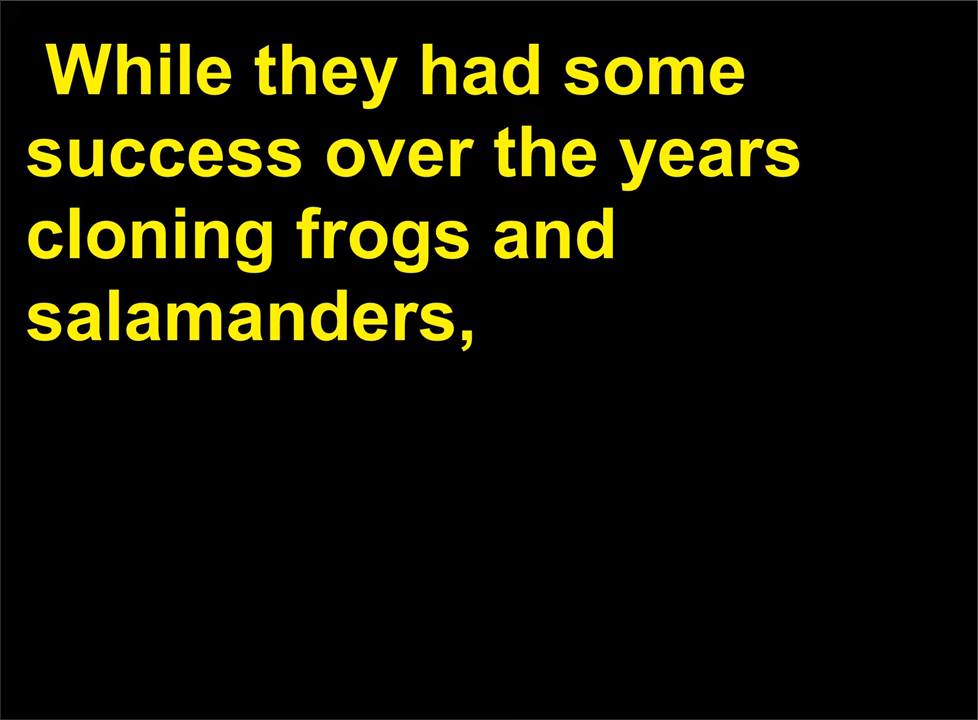 While they had some
success over the years
cloning frogs and
salamanders,